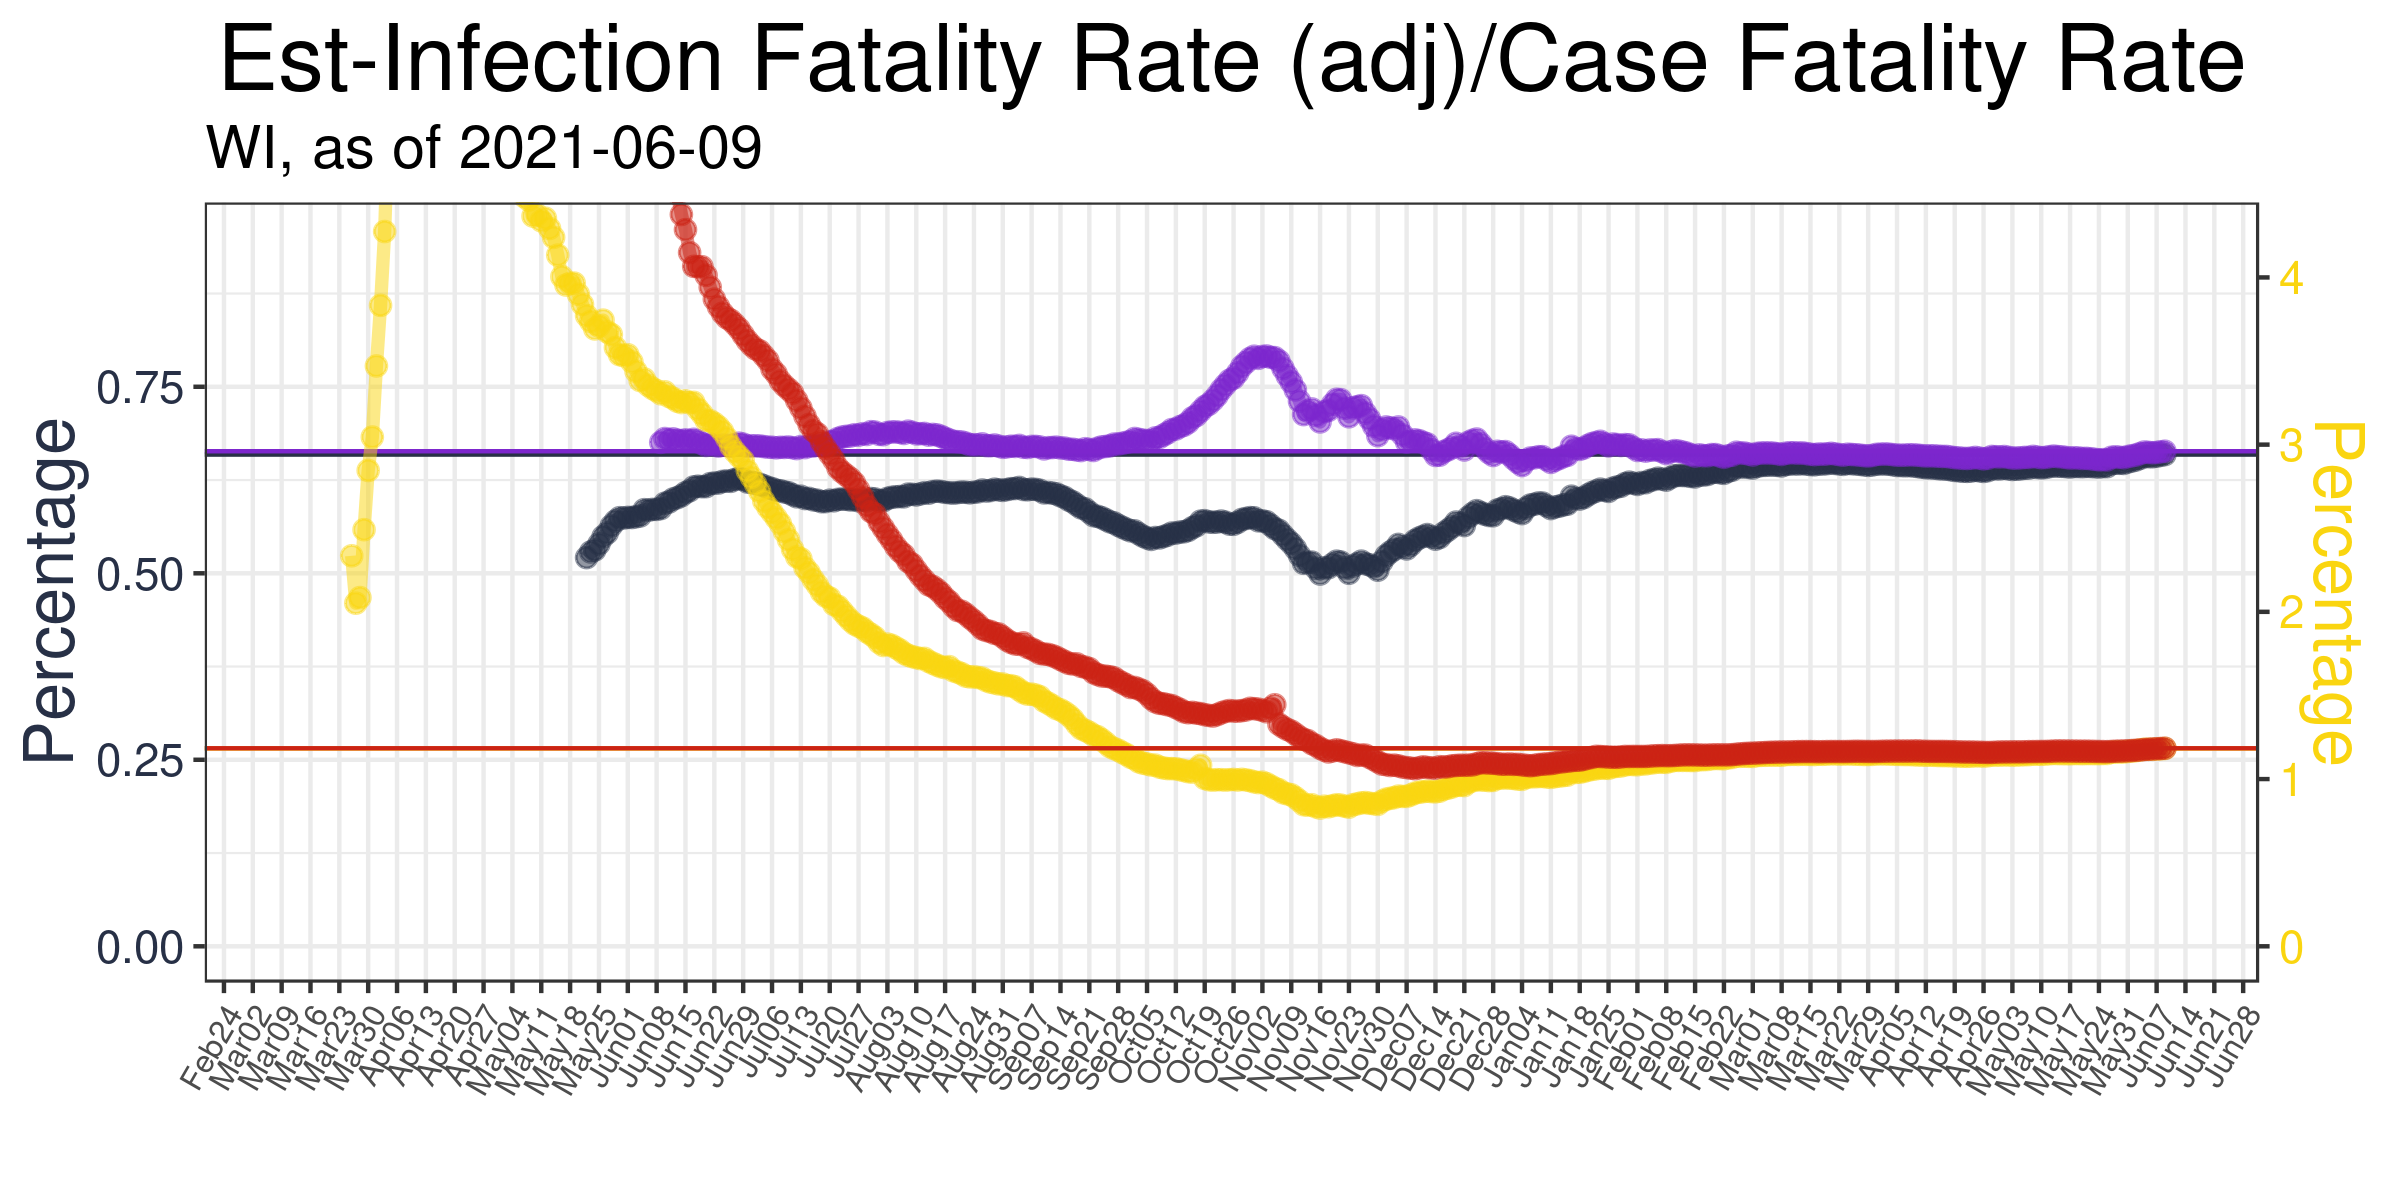 Est-Infection Fatality Rate (adj)/Case Fatality Rate
WI, as of 2021-06-09
Percentage
0.75
0.50
0.25
0.00
4
3
2
1
0
Percentage
Feb24
Mar02
Mar09
Mar16
Mar23
Mar30
Apr06
Apr13
Apr20
Apr27
May04
May11
May18
May25
Jun01
Jun08
Jun15
Jun22
Jun29
Jul06
Jul13
Jul20
Jul27
Aug03
Aug10
Aug17
Aug24
Aug31
Sep07
Sep14
Sep21
Sep28
Oct05
Oct12
Oct19
Oct26
Nov02
Nov09
Nov16
Nov23
Nov30
Dec07
Dec14
Dec21
Dec28
Jan04
Jan11
Jan18
Jan25
Feb01
Feb08
Feb15
Feb22
Mar01
Mar08
Mar15
Mar22
Mar29
Apr05
Apr12
Apr19
Apr26
May03
May10
May17
May24
May31
Jun07
Jun14
Jun21
Jun28